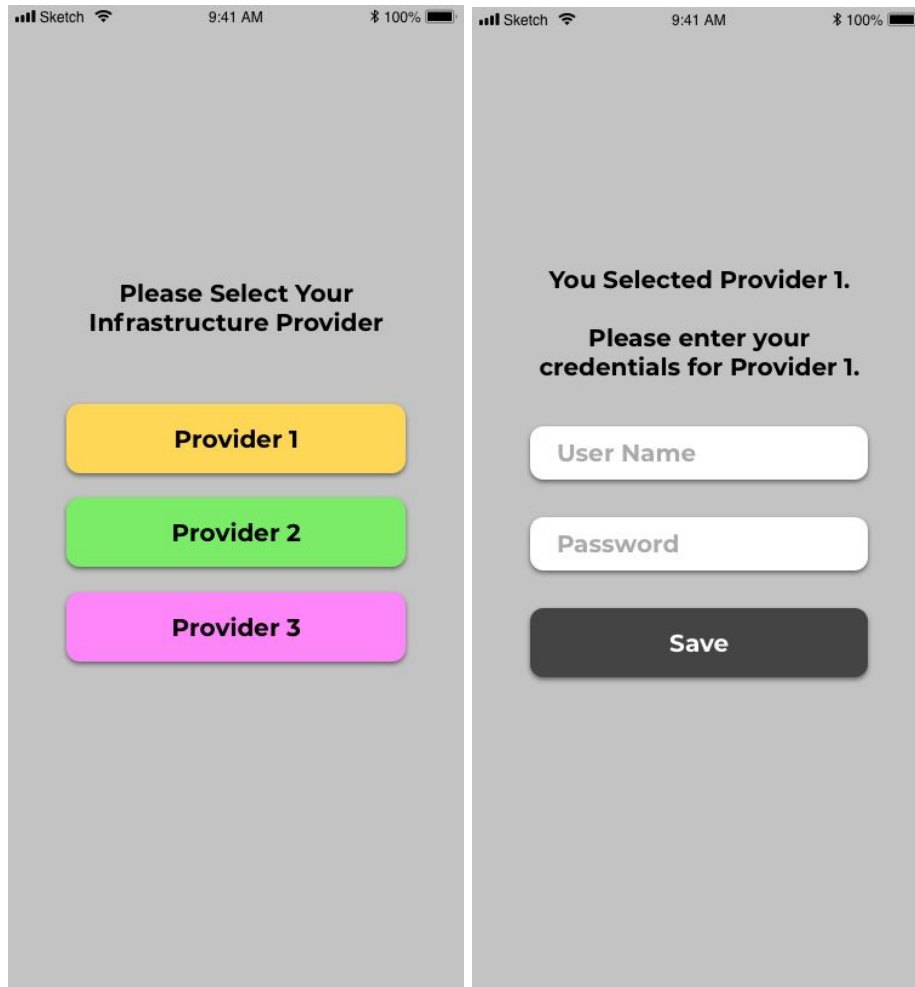 Sketch 9:41 AM 100%
Please Select Your
Infrastructure Provider
Provider 1
Provider 2
Provider 3
Sketch 9:41 AM 100%
You Selected Provider 1.
Please enter your
credentials for Provider 1.
User Name
Password
Save